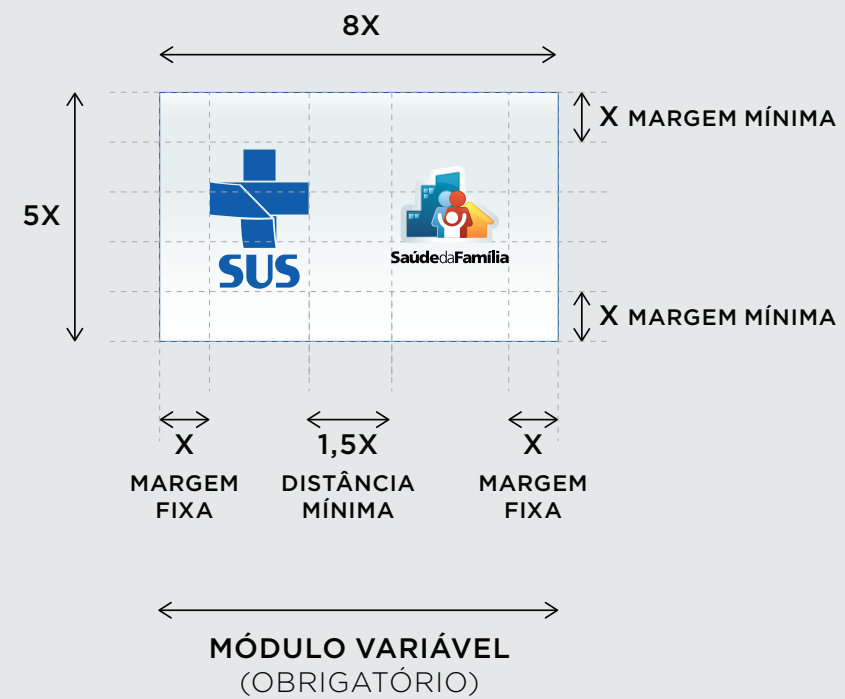 8X
X MARGEM MÍNIMA
5X
SUS
SaúdedaFamília
X MARGEM MÍNIMA
X
MARGEM
FIXA
1,5X
DISTÂNCIA
MÍNIMA
X
MARGEM
FIXA
MÓDULO VARIÁVEL
(OBRIGATÓRIO)